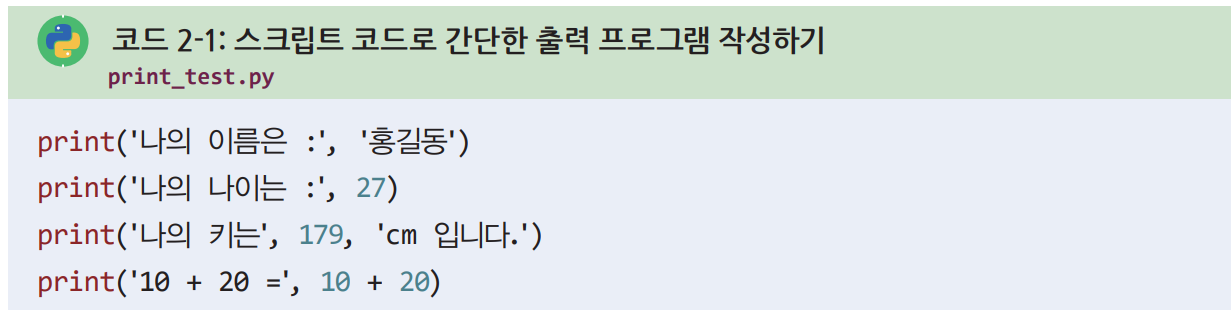 코드 2-1: 스크립트 코드로 간단한 출력 프로그램 작성하기
print_test.py
print('나의 이름은 :', '홍길동')
print('나의 나이는 :', 27)
print('나의 키는', 179, 'cm 입니다.')
print('10 + 20 =', 10 + 20)